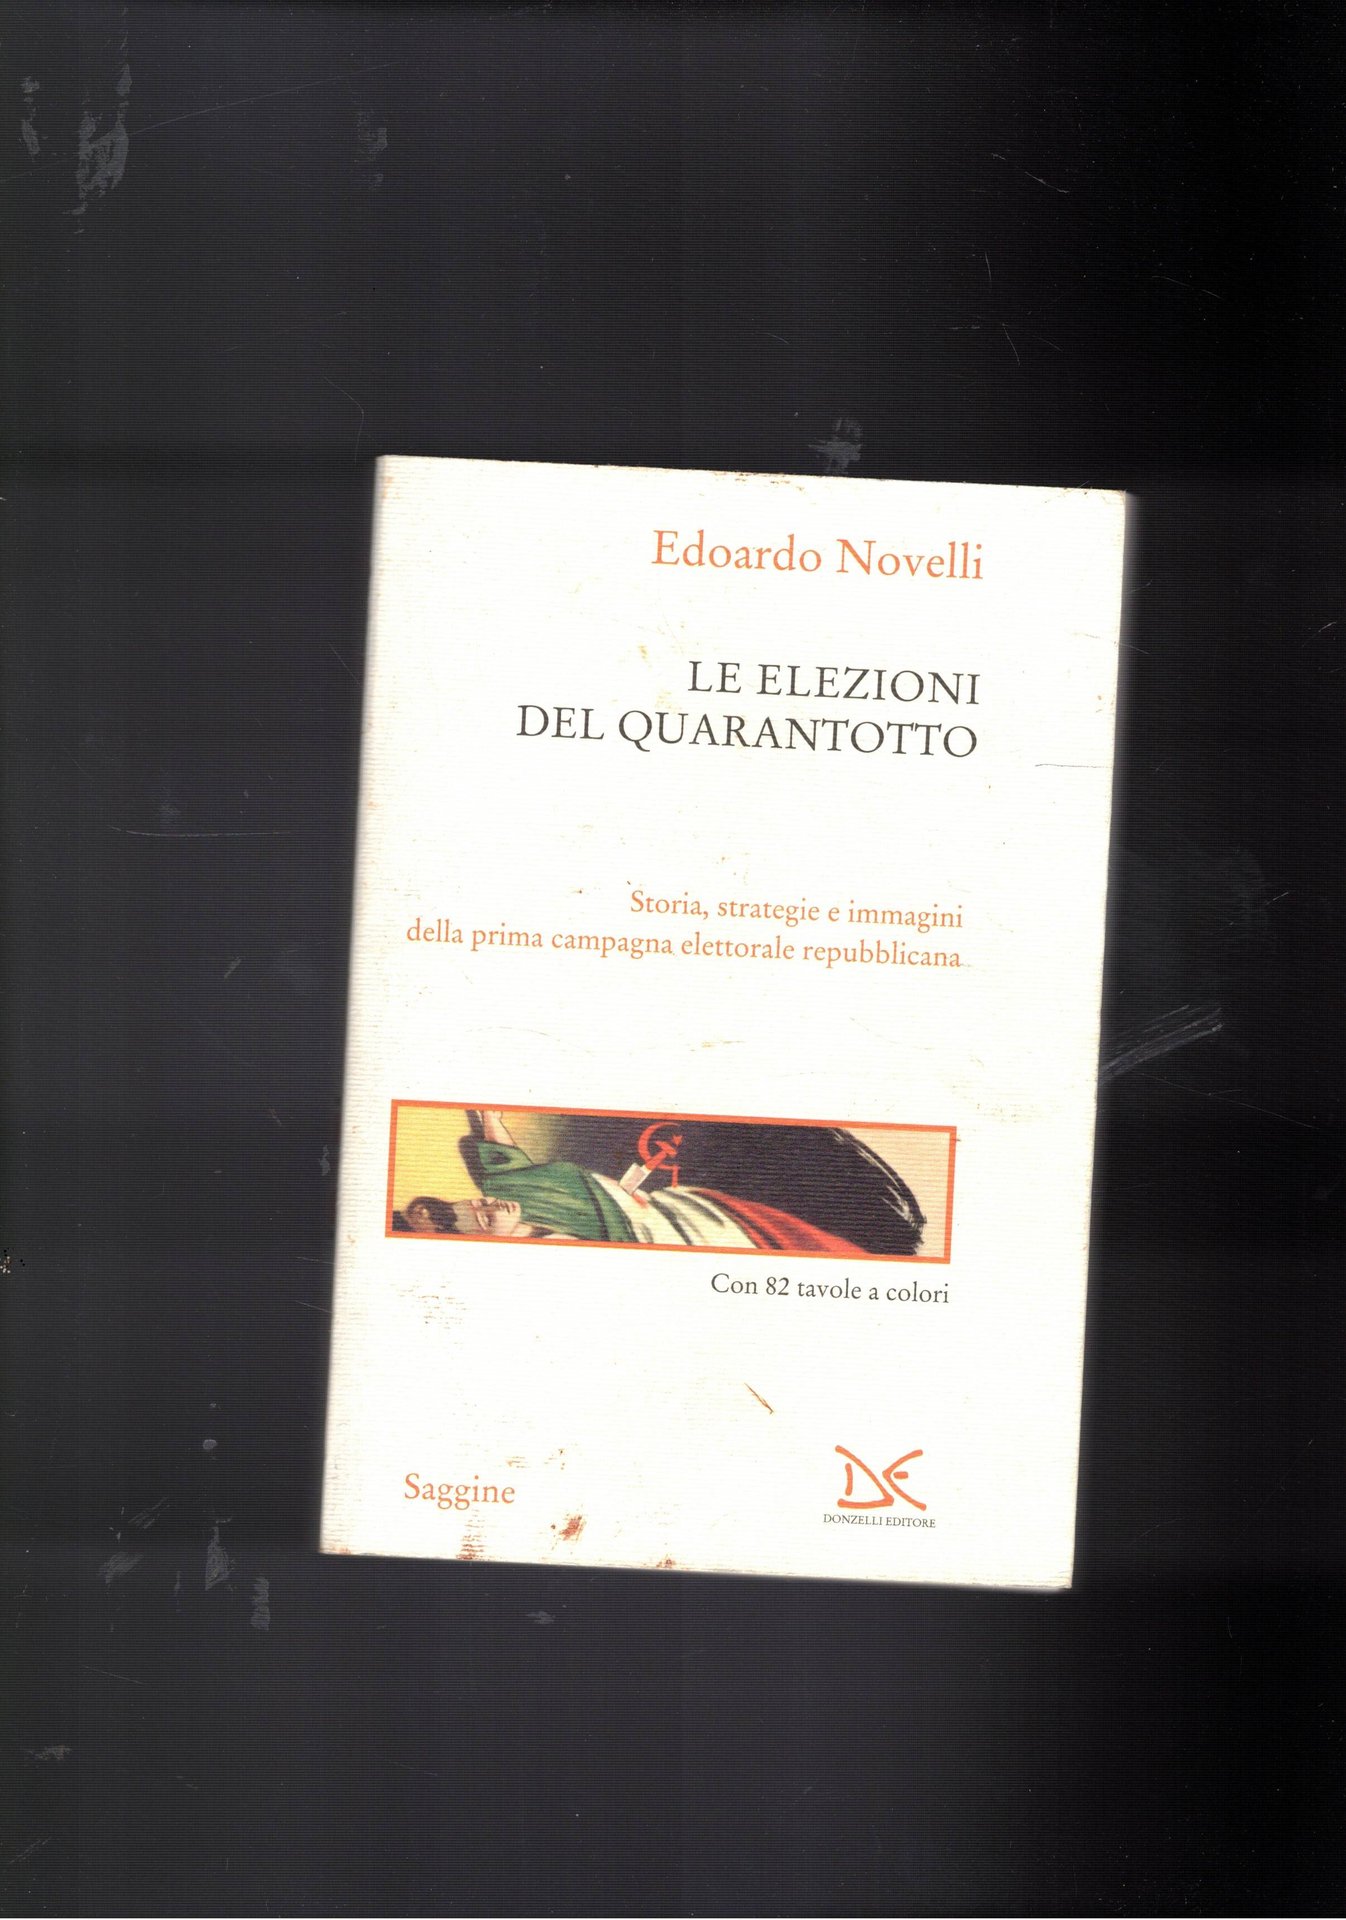 Edoardo Novelli
LE ELEZIONI
DEL QUARANTOTTO
Storia, strategie e immagini
della prima campagna elettorale repubblicana
Con 82 tavole a colori
Saggine
DE
DONZELLI EDITORE